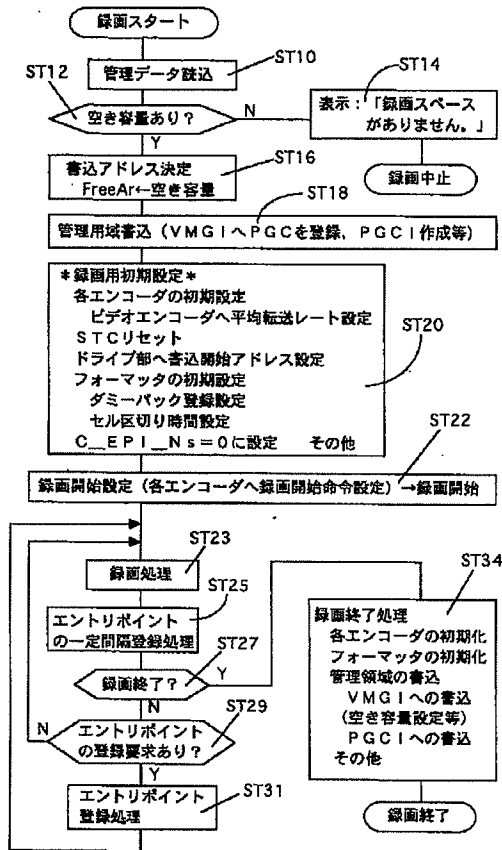 録画スタート
ST10
管理データ読込
ST12
空き容量あり？
N
Y
ST14
表示：「録画スペース
がありません。」
録画中止
ST16
書込アドレス決定
FreeAr←空き容量
ST18
管理用域書込（ＶＭＧＩへＰＧＣを登録、ＰＧＣＩ作成等）
ST20
＊録画用初期設定＊
各エンコーダの初期設定
ビデオエンコーダへ平均転送レート設定
ＳＴＣリセット
ドライブ部へ書込開始アドレス設定
フォーマッタの初期設定
ダミーパック登録設定
セル区切り時間設定
Ｃ＿ＥＰＩ＿Ｎｓ＝０に設定　その他
ST22
録画開始設定（各エンコーダへ録画開始命令設定）→録画開始
ST23
録画処理
ST25
エントリポイント
の一定間隔登録処理
ST27
録画終了？
Y
N
ST29
エントリポイント
の登録要求あり？
N
Y
ST31
エントリポイント
登録処理
ST34
録画終了処理
各エンコーダの初期化
フォーマッタの初期化
管理領域の書込
ＶＭＧＩへの書込
（空き容量設定等）
ＰＧＣＩへの書込
その他
録画終了